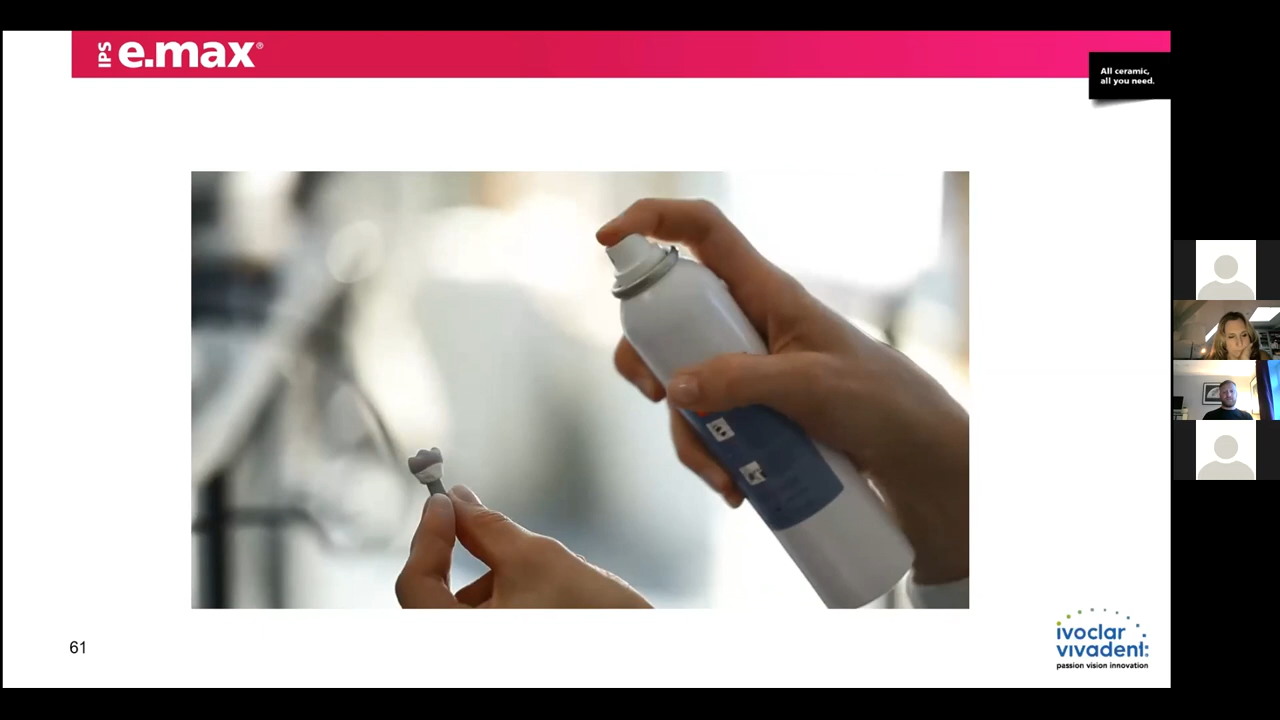 IPS e.max®
All ceramic,
all you need.
61
ivoclar
vivadent:
passion vision innovation